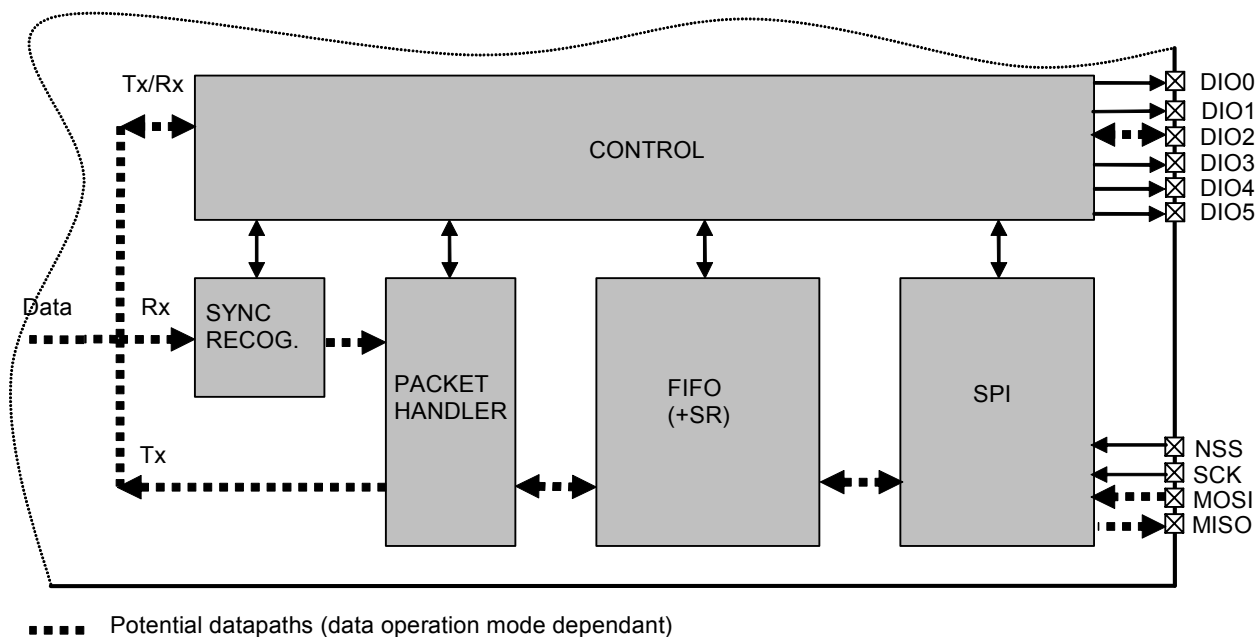 Tx/Rx
CONTROL
DIO0
DIO1
DIO2
DIO3
DIO4
DIO5
Data
Rx
SYNC
RECOG.
PACKET
HANDLER
FIFO
(+SR)
SPI
Tx
NSS
SCK
MOSI
MISO
Potential datapaths (data operation mode dependant)